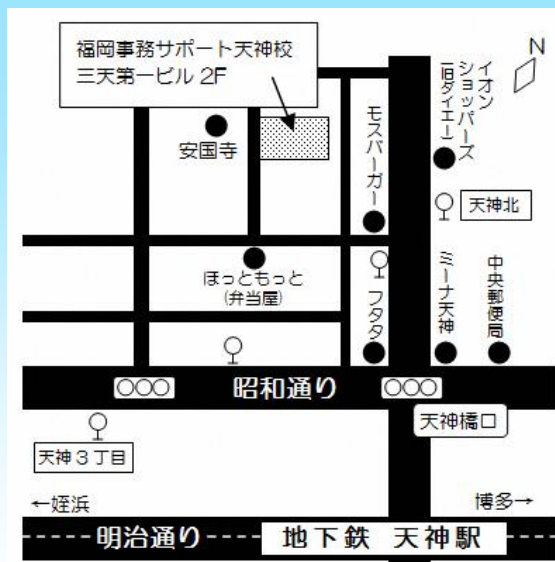 福岡事務サポート天神校
三天第一ビル 2F
N
イオン
ショッパーズ
(旧ダイエー)
安国寺
モスバーガー
天神北
ほっともっと
(弁当屋)
フタタ
ミーナ天神
中央郵便局
昭和通り
天神橋口
天神3丁目
←姪浜
博多→
明治通り
地下鉄 天神駅